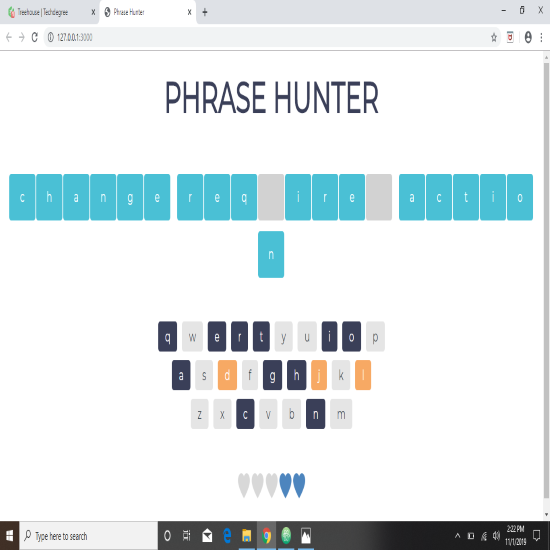 Treehouse | Techdegree
Phrase Hunter
127.0.0.1:3000
PHRASE HUNTER
c h a n g e r e q i r e a c t i o
n
q w e r t y u i o p
a s d f g h j k l
z x c v b n m
Type here to search
2:22 PM
11/1/2019